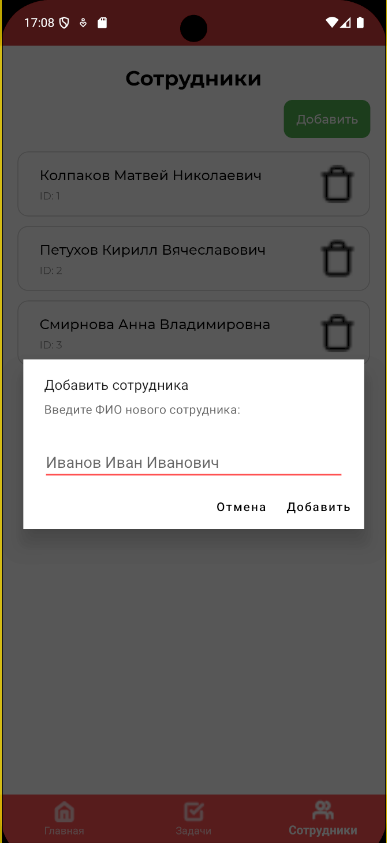 17:08
Сотрудники
Добавить
Колпаков Матвей Николаевич
ID: 1
Петухов Кирилл Вячеславович
ID: 2
Смирнова Анна Владимировна
ID: 3
Добавить сотрудника
Введите ФИО нового сотрудника:
Иванов Иван Иванович
Отмена Добавить
Главная Задачи Сотрудники